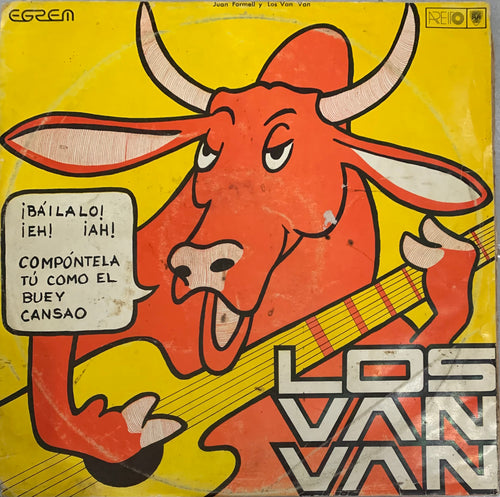 Juan Formell y Los Van Van
EGREM
AREITO
¡BÁILALO!
¡EH! ¡AH!
COMPÓNTELA
TÚ COMO EL
BUEY
CANSAO
LOS
VAN
VAN